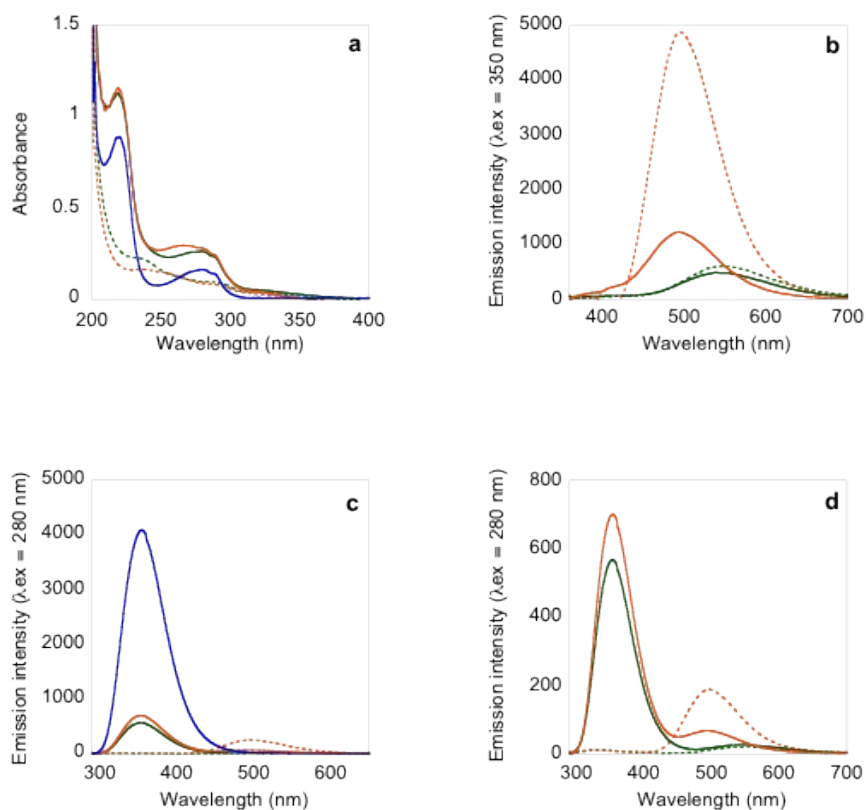 a
1.5
1
0.5
0
200 250 300 350 400
Absorbance
Wavelength (nm)
b
5000
4000
3000
2000
1000
0
400 500 600 700
Emission intensity (λex = 350 nm)
Wavelength (nm)
c
5000
4000
3000
2000
1000
0
300 400 500 600
Emission intensity (λex = 280 nm)
Wavelength (nm)
d
800
600
400
200
0
300 400 500 600 700
Emission intensity (λex = 280 nm)
Wavelength (nm)